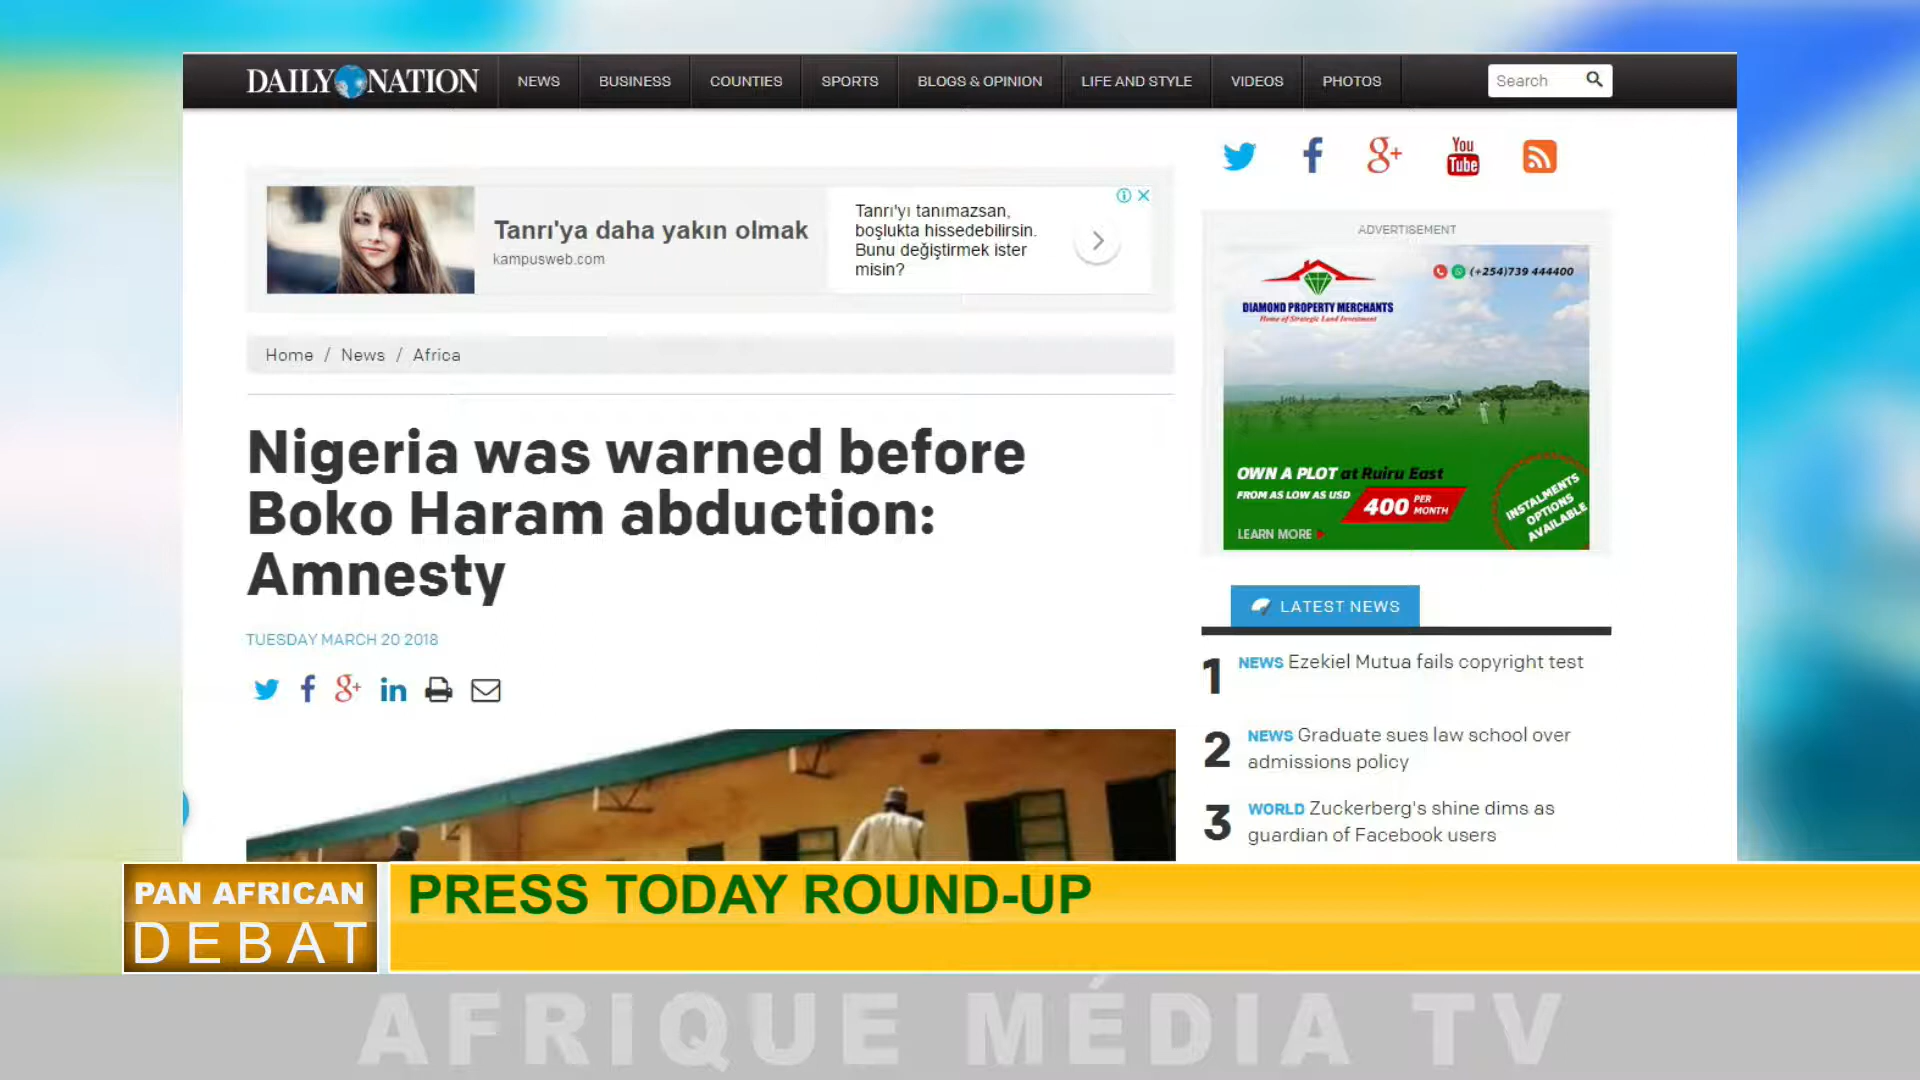 DAILY NATION
NEWS
BUSINESS
COUNTIES
SPORTS
BLOGS & OPINION
LIFE AND STYLE
VIDEOS
PHOTOS
Search
You
Tube
Tanrı'ya daha yakın olmak
kampusweb.com
Tanrı'yı tanımazsan,
boşlukta hissedebilirsin.
Bunu değiştirmek ister
misin?
ADVERTISEMENT
DIAMOND PROPERTY MERCHANTS
Home of Strategic Land Investment
(+254)739 444400
OWN A PLOT at Ruiru East
FROM AS LOW AS USD 400 PER MONTH
INSTALMENTS
OPTIONS
AVAILABLE
LEARN MORE
Home / News / Africa
Nigeria was warned before
Boko Haram abduction:
Amnesty
TUESDAY MARCH 20 2018
LATEST NEWS
1 NEWS Ezekiel Mutua fails copyright test
2 NEWS Graduate sues law school over
admissions policy
3 WORLD Zuckerberg's shine dims as
guardian of Facebook users
PAN AFRICAN
DEBAT
PRESS TODAY ROUND-UP
AFRIQUE MÉDIA TV